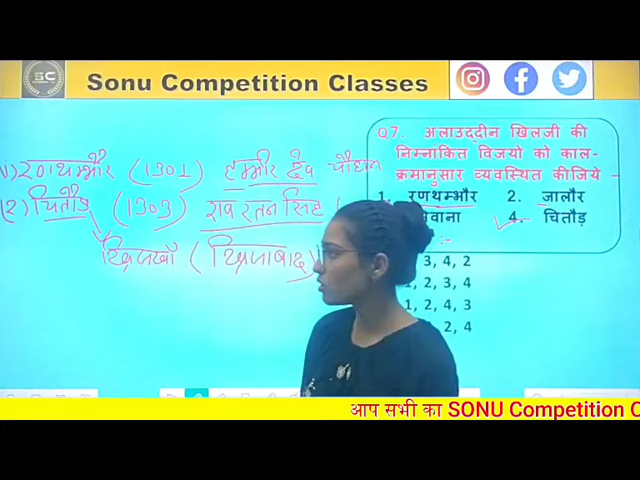 SC
Sonu Competition Classes
Q7. अलाउद्दीन खिलजी की
निम्नाकित विजयो को काल-
क्रमानुसार व्यवस्थित कीजिये -
1. रणथम्भौर 2. जालौर
4. चितौड़
3, 4, 2
1, 2, 3, 4
1, 2, 4, 3
2, 4
(1) रणथम्भौर (1301) हम्मीर देव चौहान
(2) चितौड़ (1303) राव रतन सिंह
खिज्रखाँ (खिज्राबाद)
आप सभी का SONU Competition C